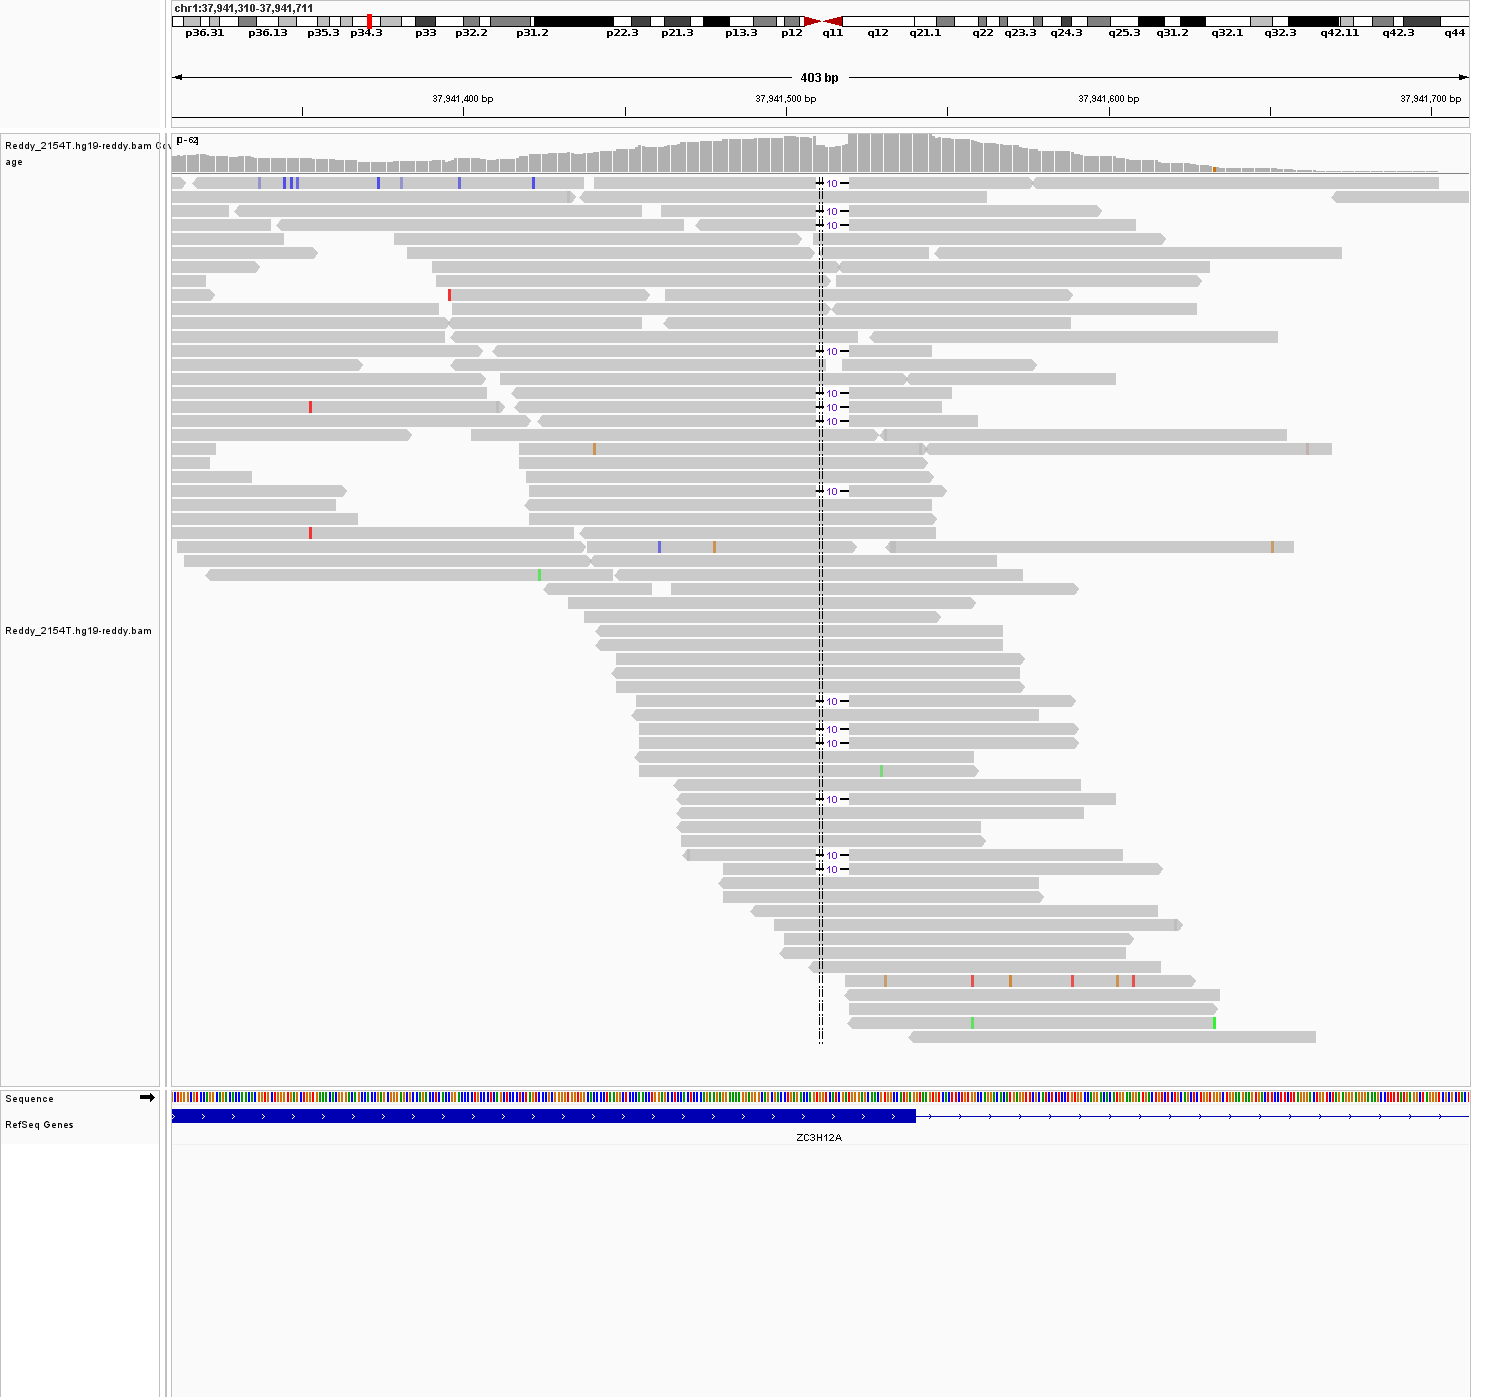 chr1:37,941,310-37,941,711
p36.31 p36.13 p35.3 p34.3 p33 p32.2 p31.2 p22.3 p21.3 p13.3 p12 q11 q12 q21.1 q22 q23.3 q24.3 q25.3 q31.2 q32.1 q32.3 q42.11 q42.3 q44
403 bp
37,941,400 bp 37,941,500 bp 37,941,600 bp 37,941,700 bp
[0-62]
Reddy_2154T.hg19-reddy.bam Cov
age
10
10
10
10
10
10
10
10
10
10
10
10
10
10
Reddy_2154T.hg19-reddy.bam
Sequence
RefSeq Genes
ZC3H12A